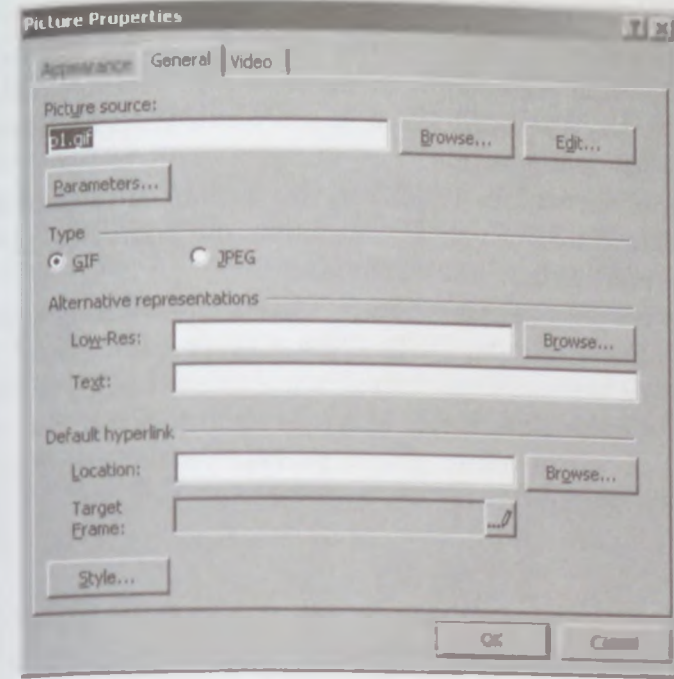 Picture Properties
Appearance General Video
Picture source:
p1.gif Browse... Edit...
Parameters...
Type
GIF JPEG
Alternative representations
Low-Res: Browse...
Text:
Default hyperlink
Location: Browse...
Target
Frame:
Style...
OK Cancel